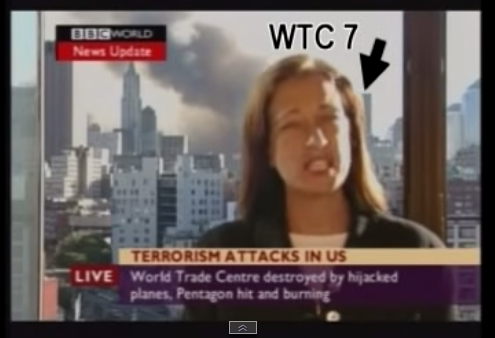 WTC 7
BBC WORLD
News Update
TERRORISM ATTACKS IN US
LIVE
World Trade Centre destroyed by hijacked
planes, Pentagon hit and burning